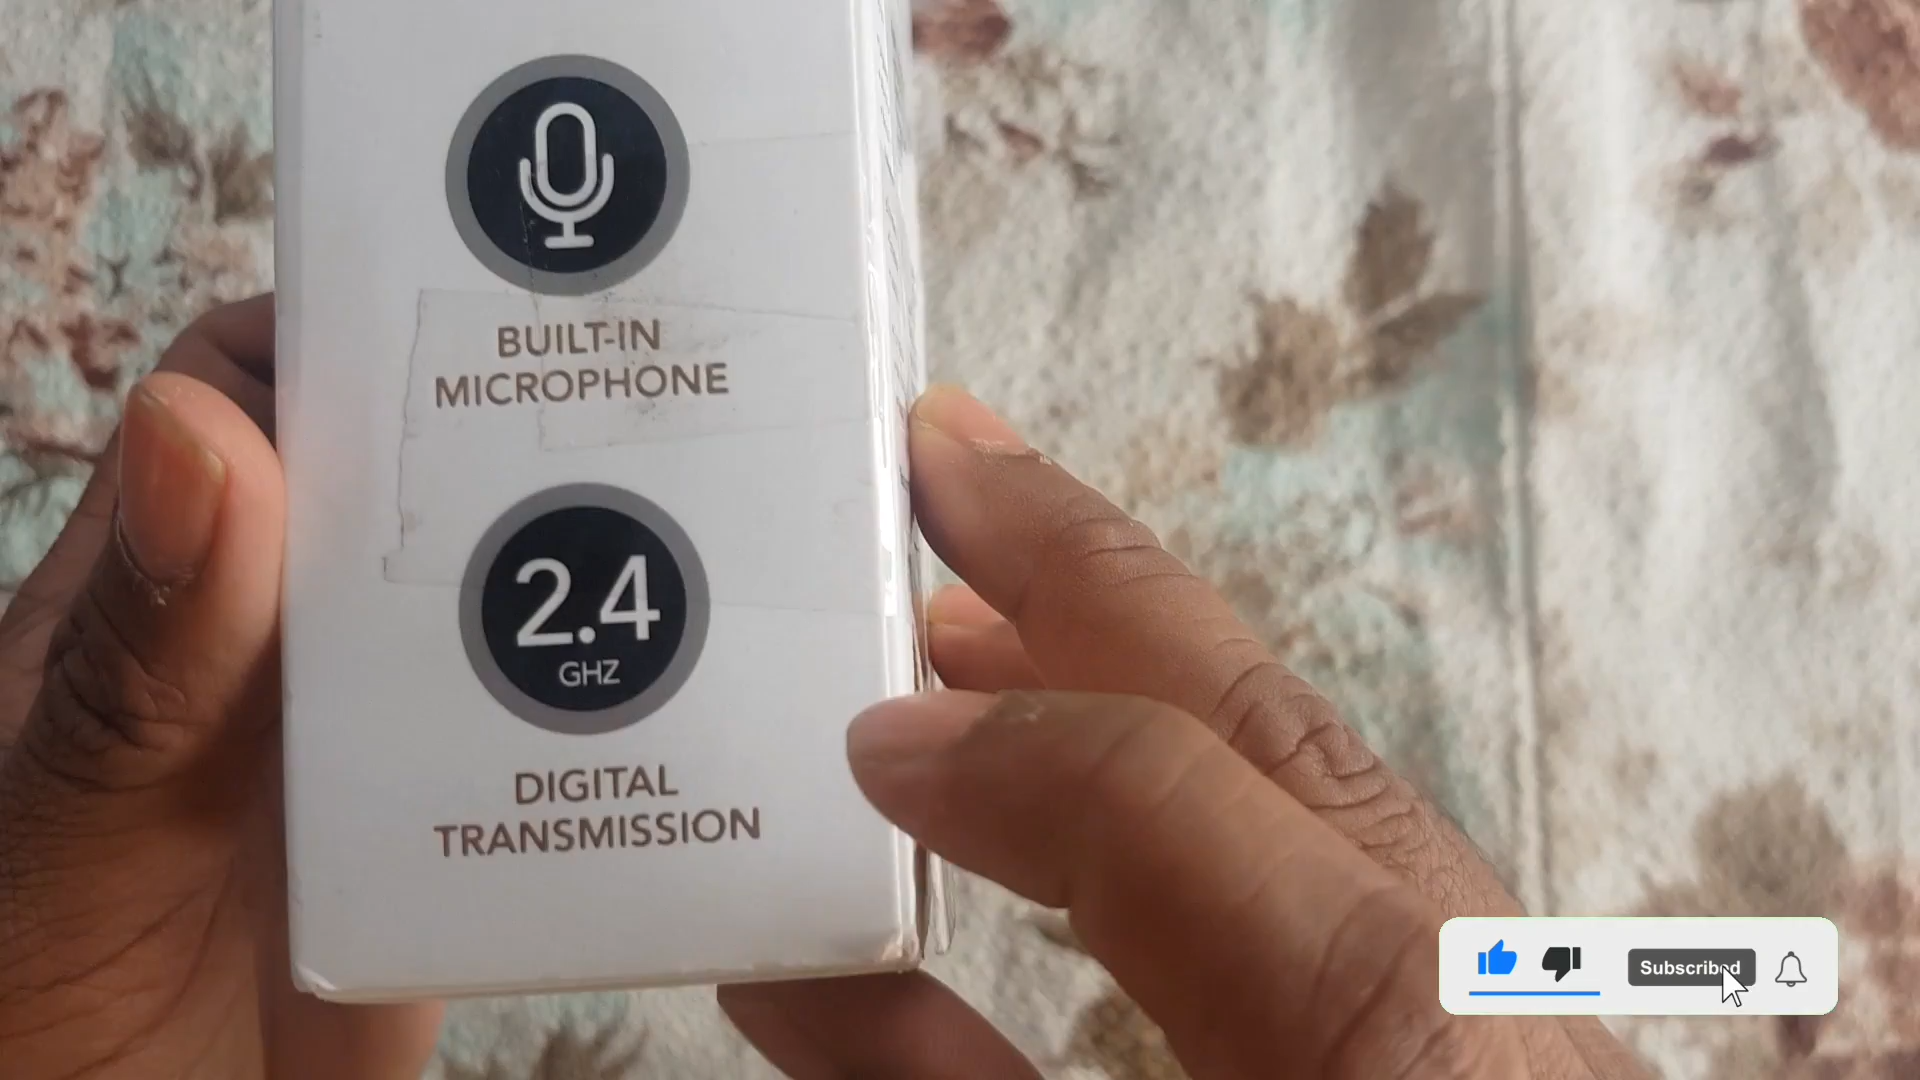 BUILT-IN
MICROPHONE
2.4
GHZ
DIGITAL
TRANSMISSION
Subscribed